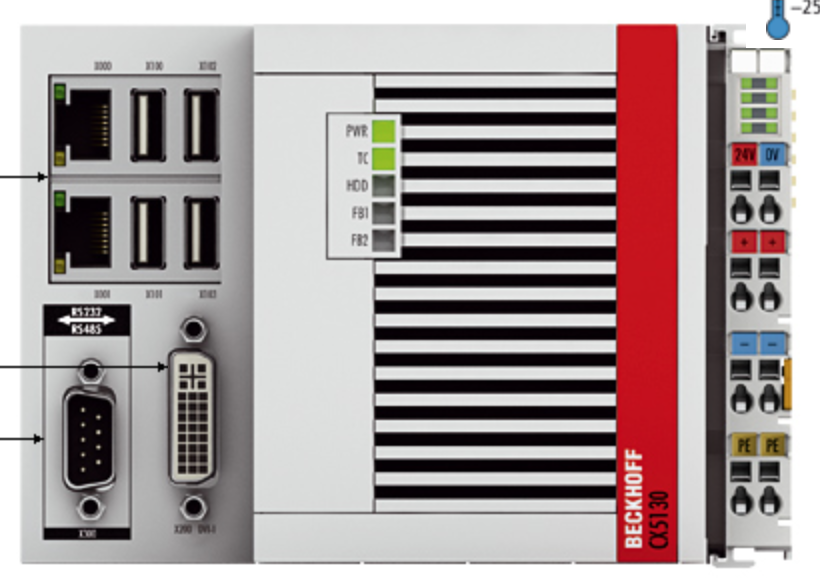 -25
X000 X100 X102
PWR
TC
HDD
FB1
FB2
24V 0V
+ +
X001 X101 X103
RS232
RS485
- -
PE PE
X300
X200 DVI-I
BECKHOFF
CX5130